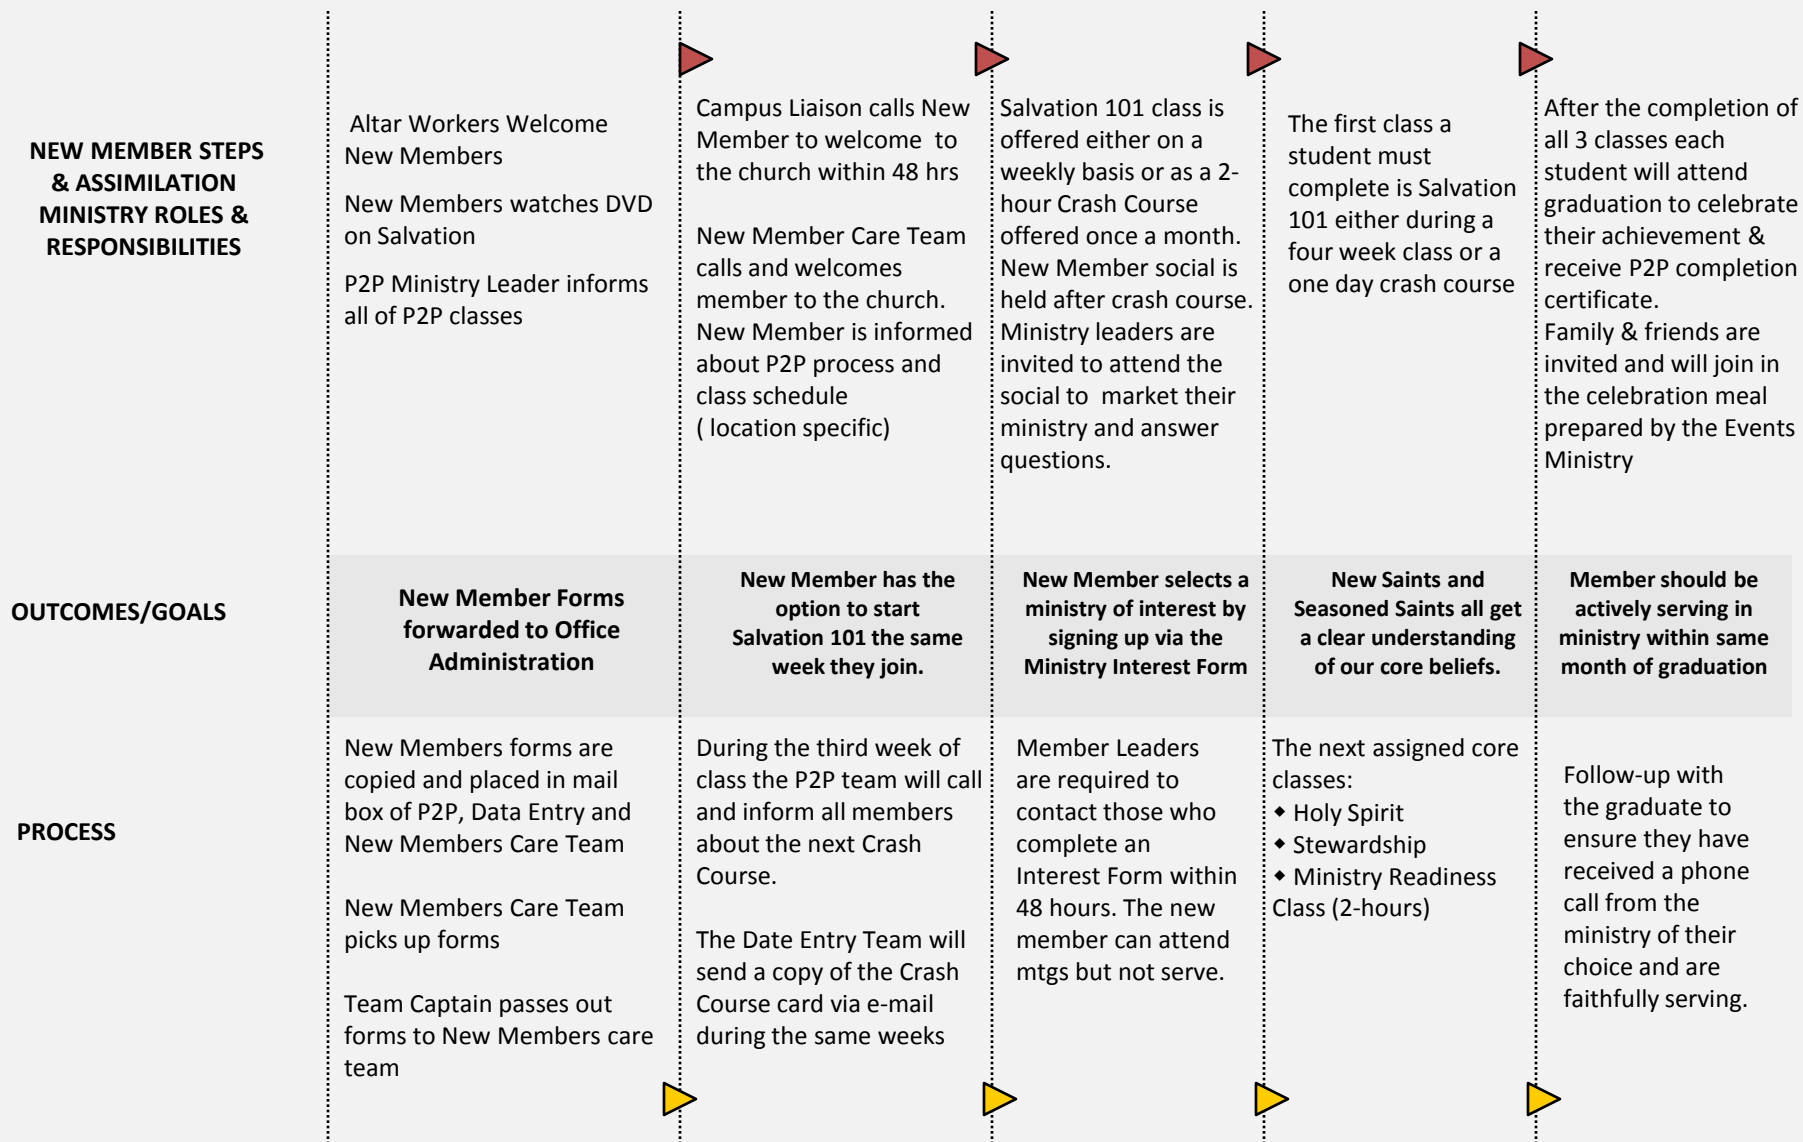 NEW MEMBER STEPS
& ASSIMILATION
MINISTRY ROLES &
RESPONSIBILITIES
Altar Workers Welcome
New Members
New Members watches DVD
on Salvation
P2P Ministry Leader informs
all of P2P classes
Campus Liaison calls New
Member to welcome to
the church within 48 hrs
New Member Care Team
calls and welcomes
member to the church.
New Member is informed
about P2P process and
class schedule
( location specific)
Salvation 101 class is
offered either on a
weekly basis or as a 2-
hour Crash Course
offered once a month.
New Member social is
held after crash course.
Ministry leaders are
invited to attend the
social to market their
ministry and answer
questions.
The first class a
student must
complete is Salvation
101 either during a
four week class or a
one day crash course
After the completion of
all 3 classes each
student will attend
graduation to celebrate
their achievement &
receive P2P completion
certificate.
Family & friends are
invited and will join in
the celebration meal
prepared by the Events
Ministry
OUTCOMES/GOALS
New Member Forms
forwarded to Office
Administration
New Member has the
option to start
Salvation 101 the same
week they join.
New Member selects a
ministry of interest by
signing up via the
Ministry Interest Form
New Saints and
Seasoned Saints all get
a clear understanding
of our core beliefs.
Member should be
actively serving in
ministry within same
month of graduation
PROCESS
New Members forms are
copied and placed in mail
box of P2P, Data Entry and
New Members Care Team
New Members Care Team
picks up forms
Team Captain passes out
forms to New Members care
team
During the third week of
class the P2P team will call
and inform all members
about the next Crash
Course.
The Date Entry Team will
send a copy of the Crash
Course card via e-mail
during the same weeks
Member Leaders
are required to
contact those who
complete an
Interest Form within
48 hours. The new
member can attend
mtgs but not serve.
The next assigned core
classes:
◆ Holy Spirit
◆ Stewardship
◆ Ministry Readiness
Class (2-hours)
Follow-up with
the graduate to
ensure they have
received a phone
call from the
ministry of their
choice and are
faithfully serving.